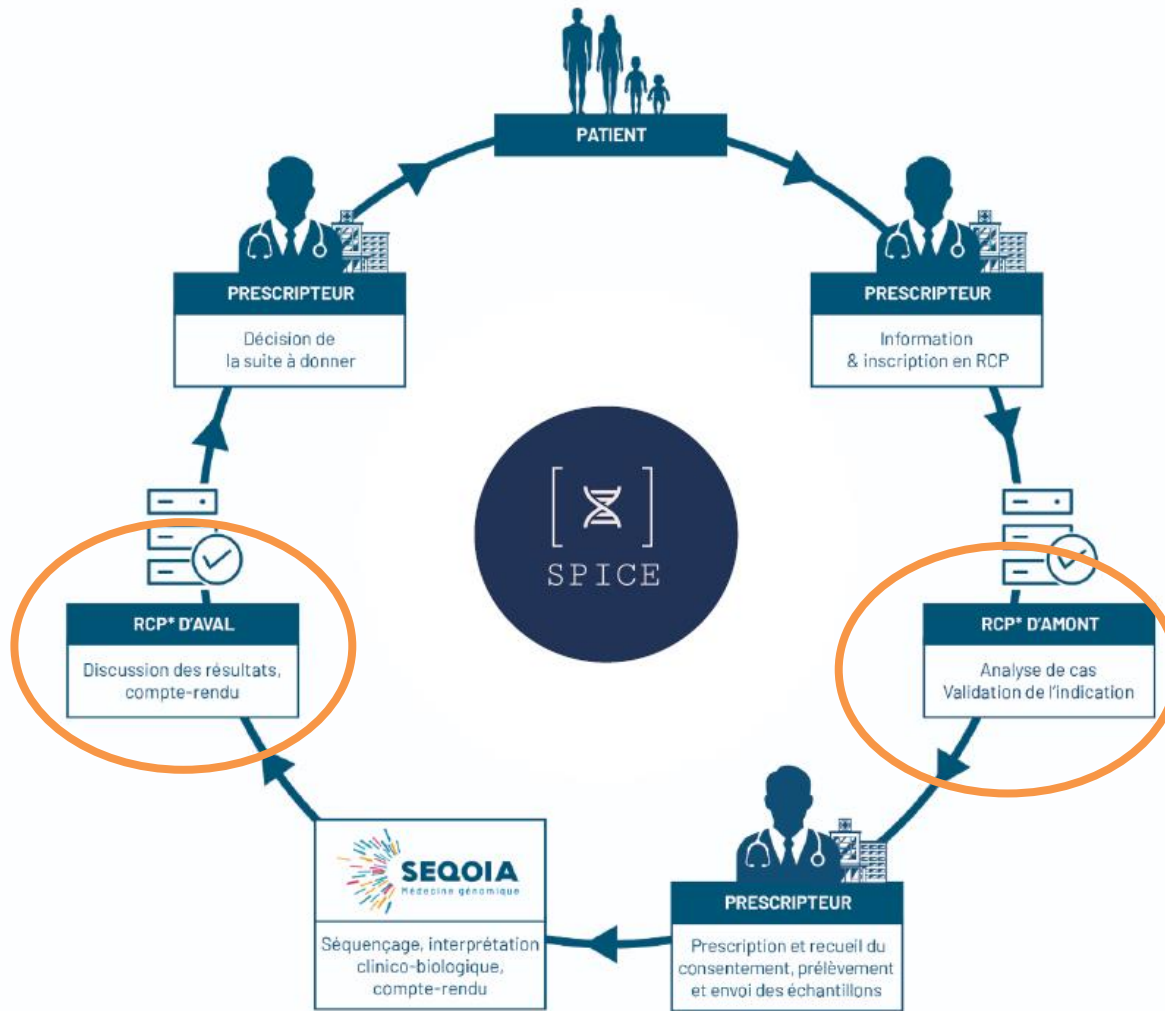 PATIENT
PRESCRIPTEUR
Information
& inscription en RCP
RCP* D'AMONT
Analyse de cas
Validation de l'indication
PRESCRIPTEUR
Prescription et recueil du
consentement, prélèvement
et envoi des échantillons
SEQOIA
Médecine génomique
Séquençage, interprétation
clinico-biologique,
compte-rendu
RCP* D'AVAL
Discussion des résultats,
compte-rendu
PRESCRIPTEUR
Décision de
la suite à donner
SPICE